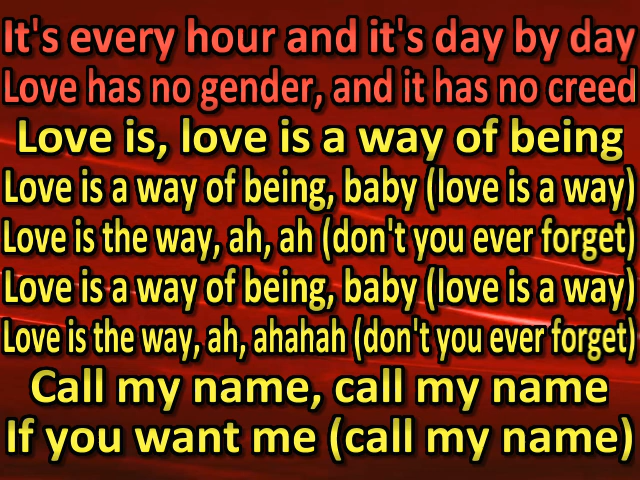 It's every hour and it's day by day
Love has no gender, and it has no creed
Love is, love is a way of being
Love is a way of being, baby (love is a way)
Love is the way, ah, ah (don't you ever forget)
Love is a way of being, baby (love is a way)
Love is the way, ah, ahahah (don't you ever forget)
Call my name, call my name
If you want me (call my name)